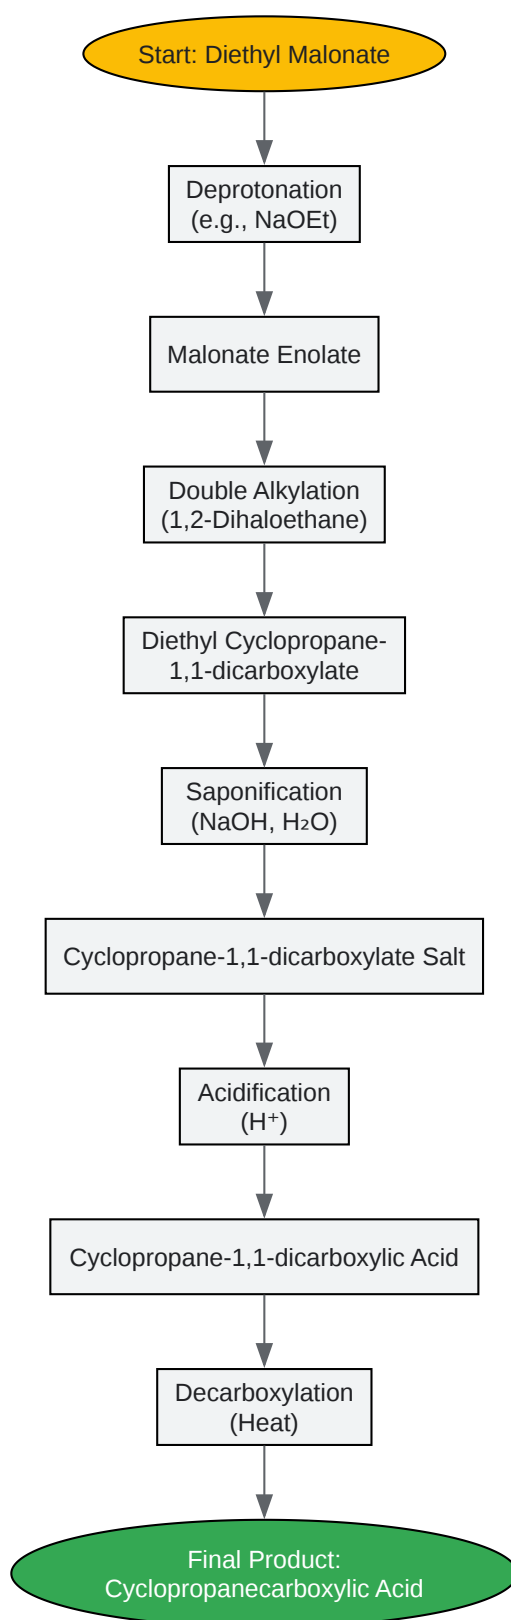 Start: Diethyl Malonate
Deprotonation
(e.g., NaOEt)
Malonate Enolate
Double Alkylation
(1,2-Dihaloethane)
Diethyl Cyclopropane-
1,1-dicarboxylate
Saponification
(NaOH, H₂O)
Cyclopropane-1,1-dicarboxylate Salt
Acidification
(H⁺)
Cyclopropane-1,1-dicarboxylic Acid
Decarboxylation
(Heat)
Final Product:
Cyclopropanecarboxylic Acid